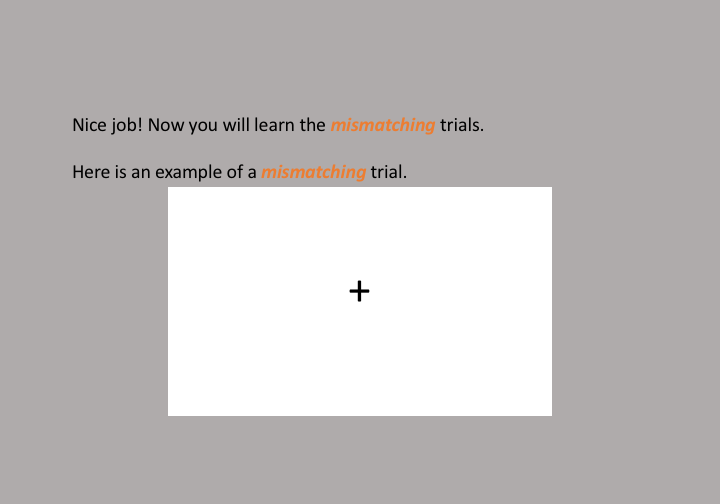 Nice job! Now you will learn the mismatching trials.
Here is an example of a mismatching trial.
+